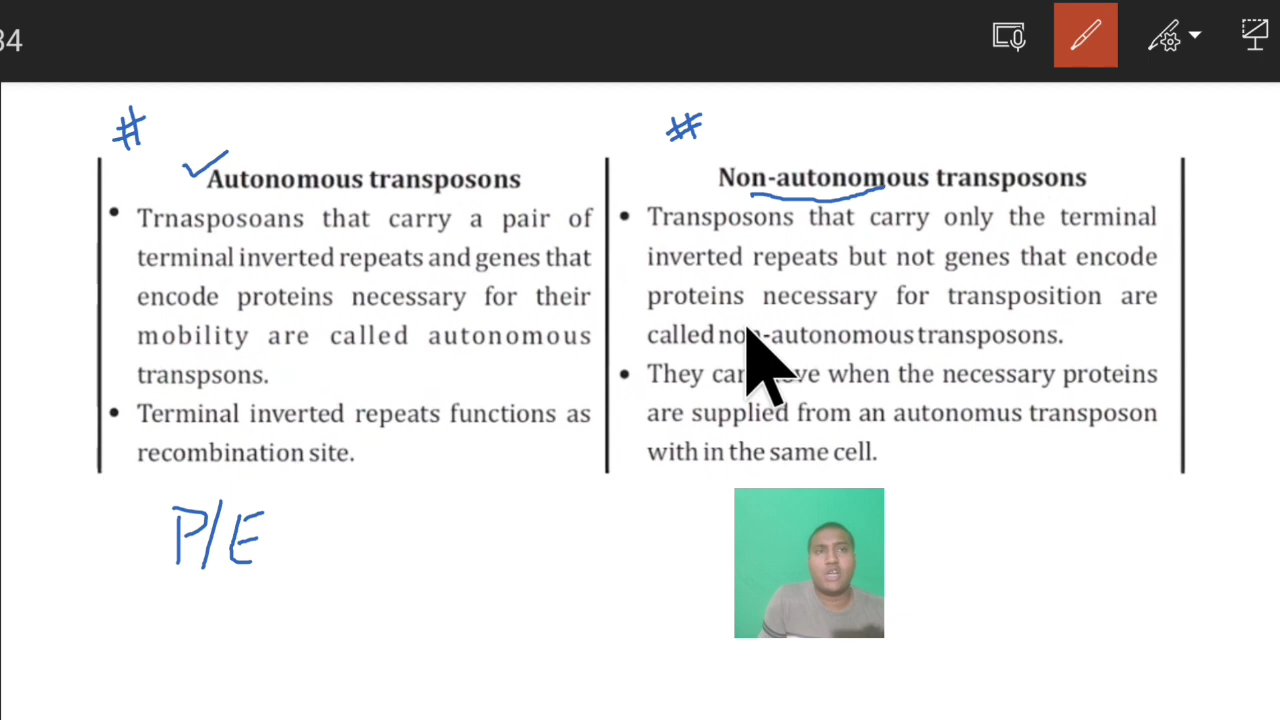 34
#
#
Autonomous transposons
• Trnasposoans that carry a pair of
terminal inverted repeats and genes that
encode proteins necessary for their
mobility are called autonomous
transpsons.
• Terminal inverted repeats functions as
recombination site.
Non-autonomous transposons
• Transposons that carry only the terminal
inverted repeats but not genes that encode
proteins necessary for transposition are
called non-autonomous transposons.
• They can move when the necessary proteins
are supplied from an autonomus transposon
with in the same cell.
P/E